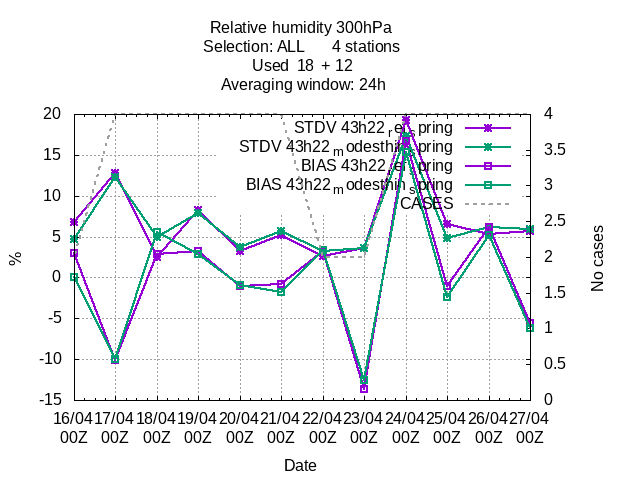 Relative humidity 300hPa
Selection: ALL 4 stations
Used 18 + 12
Averaging window: 24h
STDV 43h22_ref_spring
STDV 43h22_modesthih_spring
BIAS 43h22_ref_spring
BIAS 43h22_modesthih_spring
CASES
20
15
10
5
0
-5
-10
-15
%
4
3.5
3
2.5
2
1.5
1
0.5
0
No cases
16/04 17/04 18/04 19/04 20/04 21/04 22/04 23/04 24/04 25/04 26/04 27/04
00Z 00Z 00Z 00Z 00Z 00Z 00Z 00Z 00Z 00Z 00Z 00Z
Date